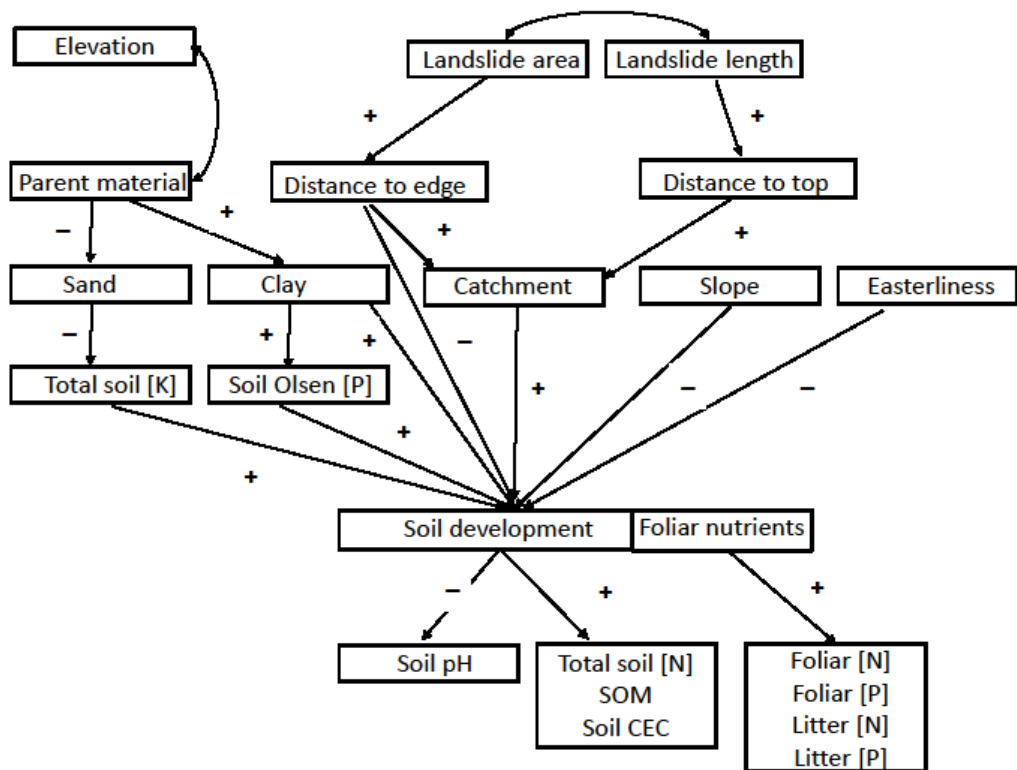 Elevation
Landslide area
Landslide length
+
+
Parent material
Distance to edge
Distance to top
–
+
+
+
Sand
Clay
Catchment
Slope
Easterliness
–
+
+
–
Total soil [K]
Soil Olsen [P]
+
–
–
+
+
Soil development
Foliar nutrients
–
+
+
Soil pH
Total soil [N]
SOM
Soil CEC
Foliar [N]
Foliar [P]
Litter [N]
Litter [P]